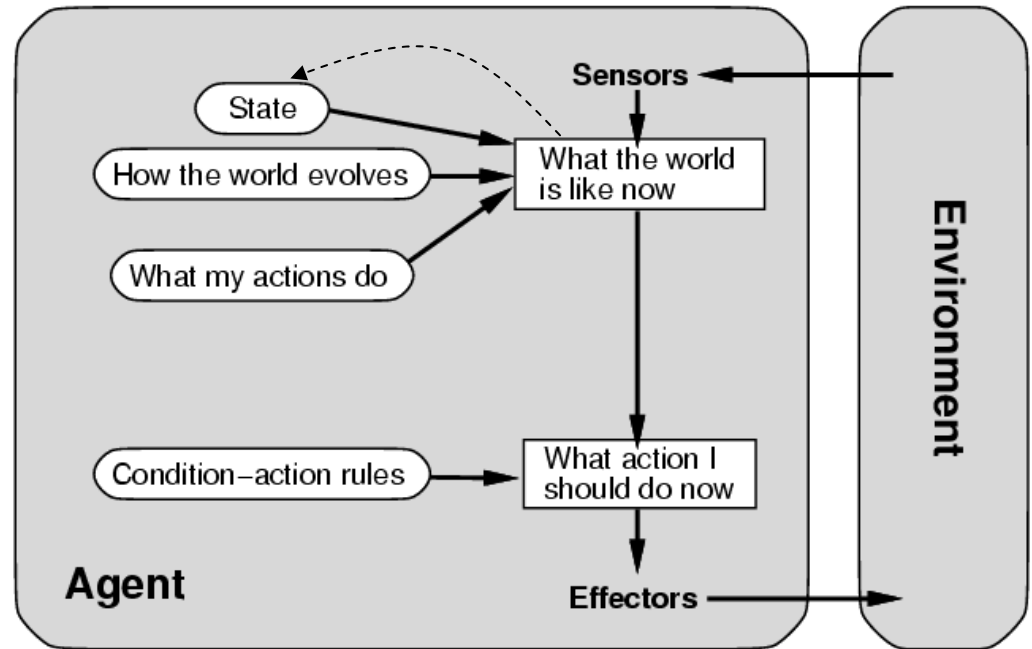 Sensors
State
What the world
is like now
How the world evolves
What my actions do
Environment
Condition−action rules
What action I
should do now
Agent
Effectors